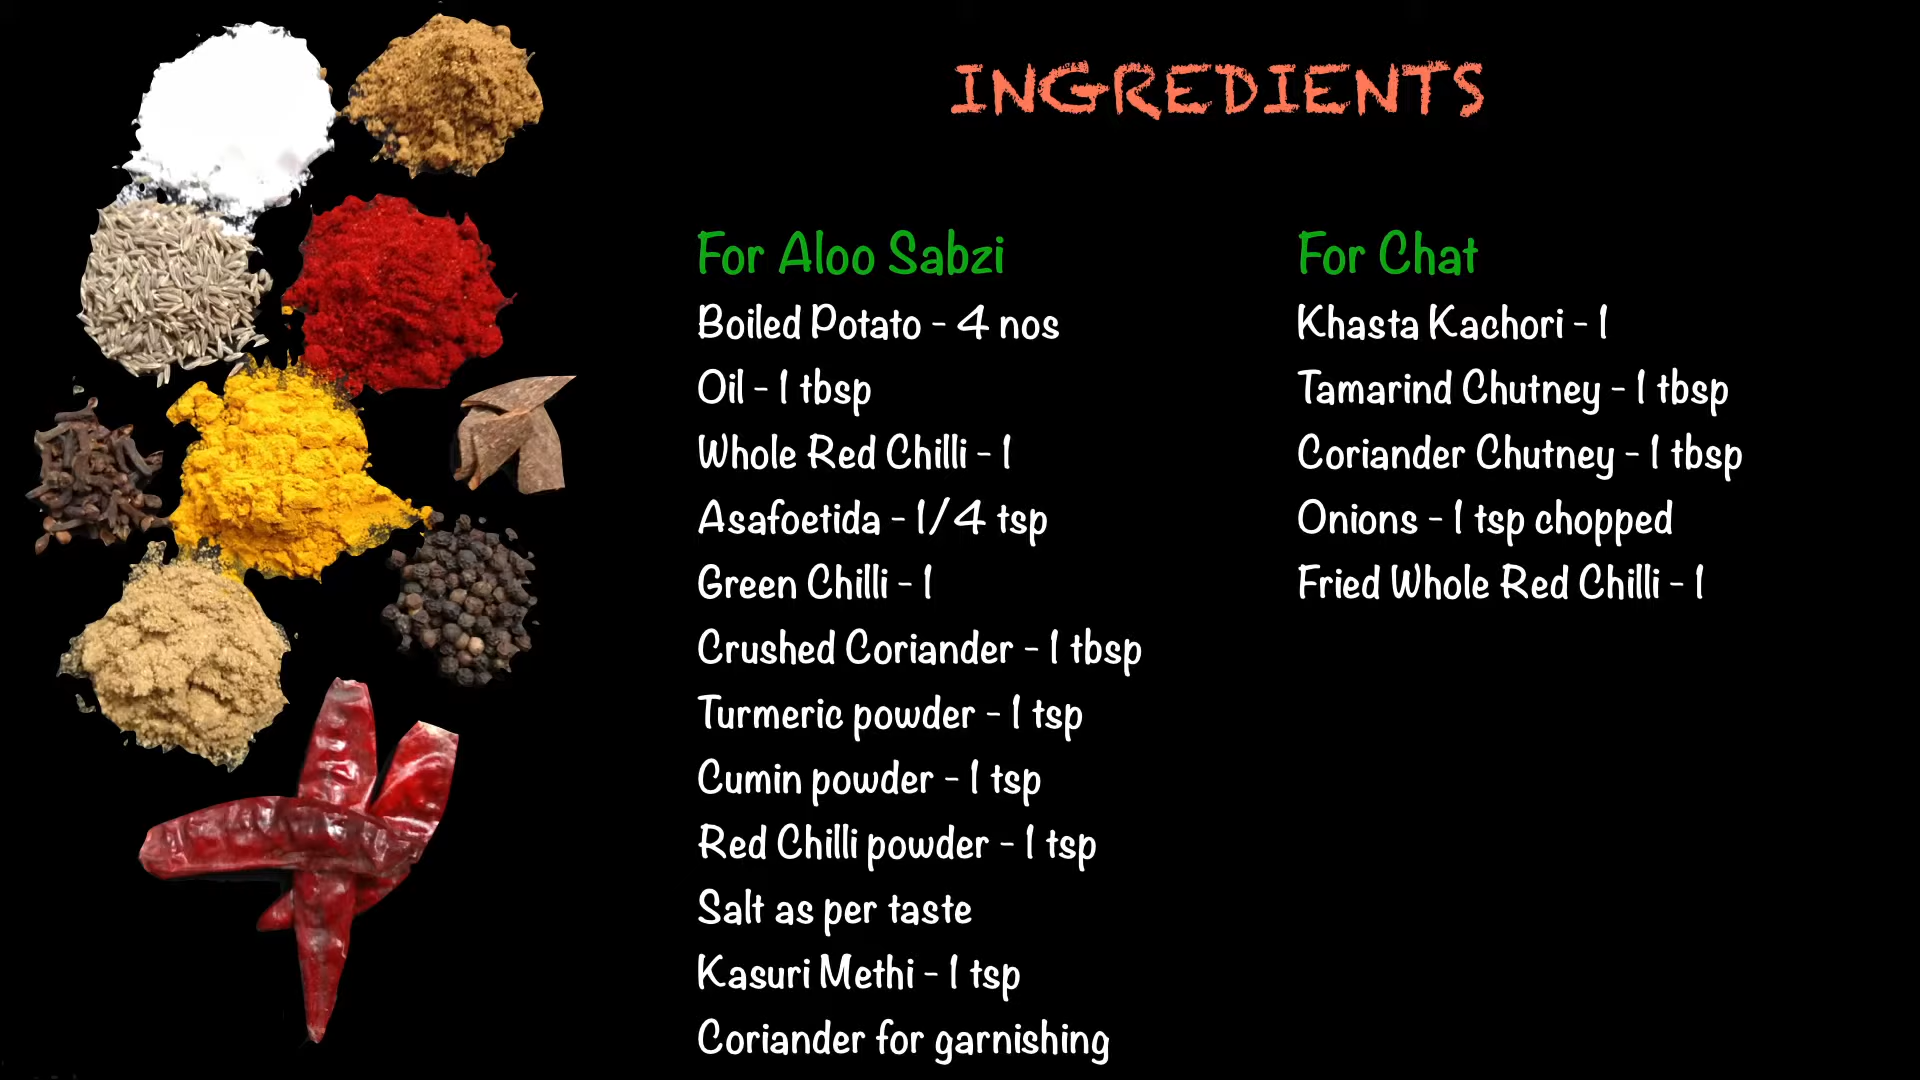 INGREDIENTS
For Aloo Sabzi
Boiled Potato - 4 nos
Oil - 1 tbsp
Whole Red Chilli - 1
Asafoetida - 1/4 tsp
Green Chilli - 1
Crushed Coriander - 1 tbsp
Turmeric powder - 1 tsp
Cumin powder - 1 tsp
Red Chilli powder - 1 tsp
Salt as per taste
Kasuri Methi - 1 tsp
Coriander for garnishing
For Chat
Khasta Kachori - 1
Tamarind Chutney - 1 tbsp
Coriander Chutney - 1 tbsp
Onions - 1 tsp chopped
Fried Whole Red Chilli - 1